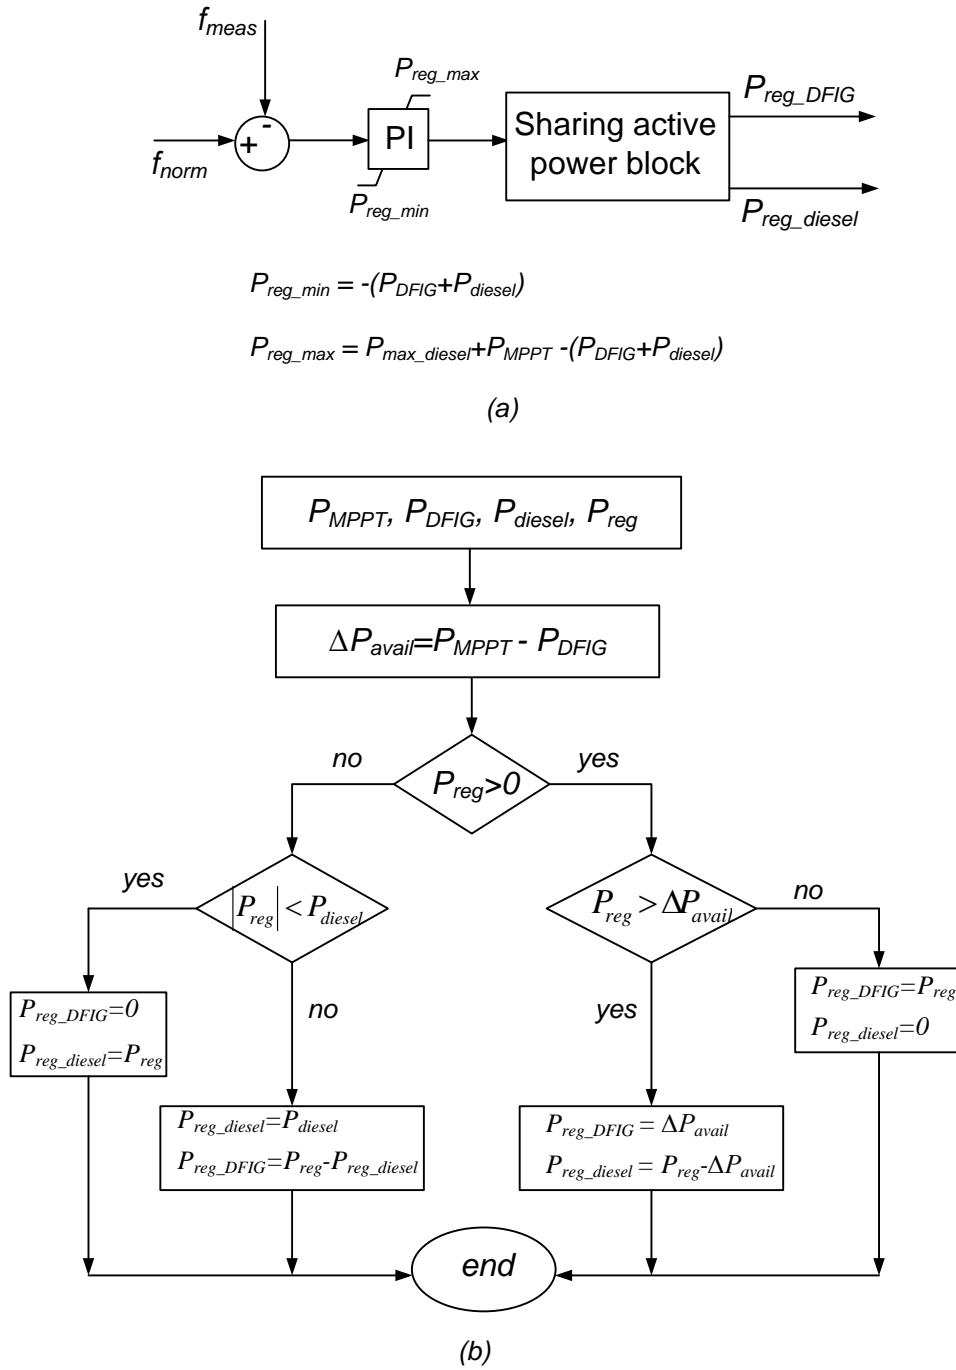 f_meas
P_reg_max
P_reg_DFIG
+ -
PI
Sharing active
power block
f_norm
P_reg_min
P_reg_diesel
P_reg_min = -(P_DFIG+P_diesel)
P_reg_max = P_max_diesel+P_MPPT -(P_DFIG+P_diesel)
(a)
P_MPPT, P_DFIG, P_diesel, P_reg
ΔP_avail=P_MPPT - P_DFIG
no
yes
P_reg>0
yes
|P_reg| < P_diesel
P_reg > ΔP_avail
no
P_reg_DFIG=0
P_reg_diesel=P_reg
no
yes
P_reg_DFIG=P_reg
P_reg_diesel=0
P_reg_diesel=P_diesel
P_reg_DFIG=P_reg-P_reg_diesel
P_reg_DFIG = ΔP_avail
P_reg_diesel = P_reg-ΔP_avail
end
(b)